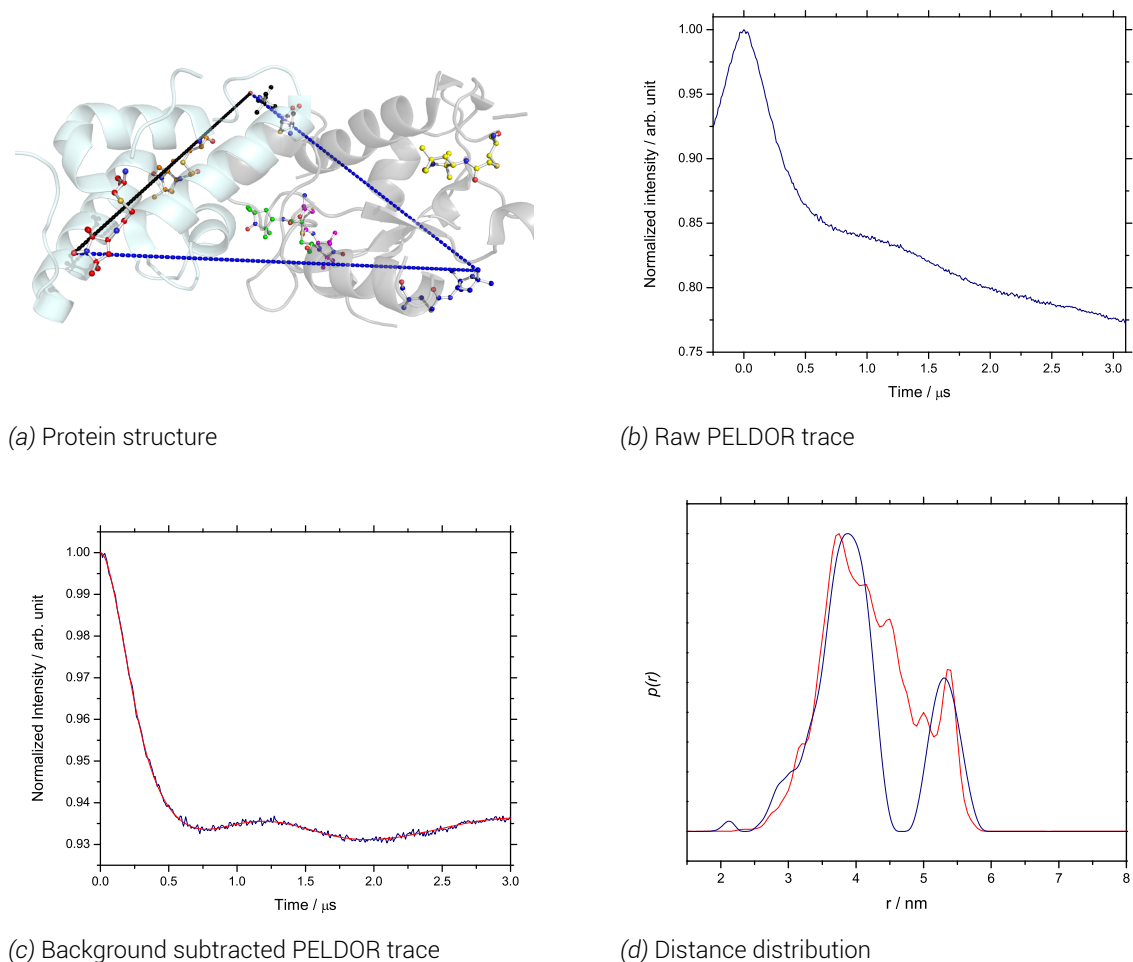 1.00
0.95
0.90
0.85
0.80
0.75
Normalized intensity / arb. unit
0.0 0.5 1.0 1.5 2.0 2.5 3.0
Time / μs
(a) Protein structure
(b) Raw PELDOR trace
1.00
0.99
0.98
0.97
0.96
0.95
0.94
0.93
Normalized Intensity / arb. unit
0.0 0.5 1.0 1.5 2.0 2.5 3.0
Time / μs
p(r)
2 3 4 5 6 7 8
r / nm
(c) Background subtracted PELDOR trace
(d) Distance distribution